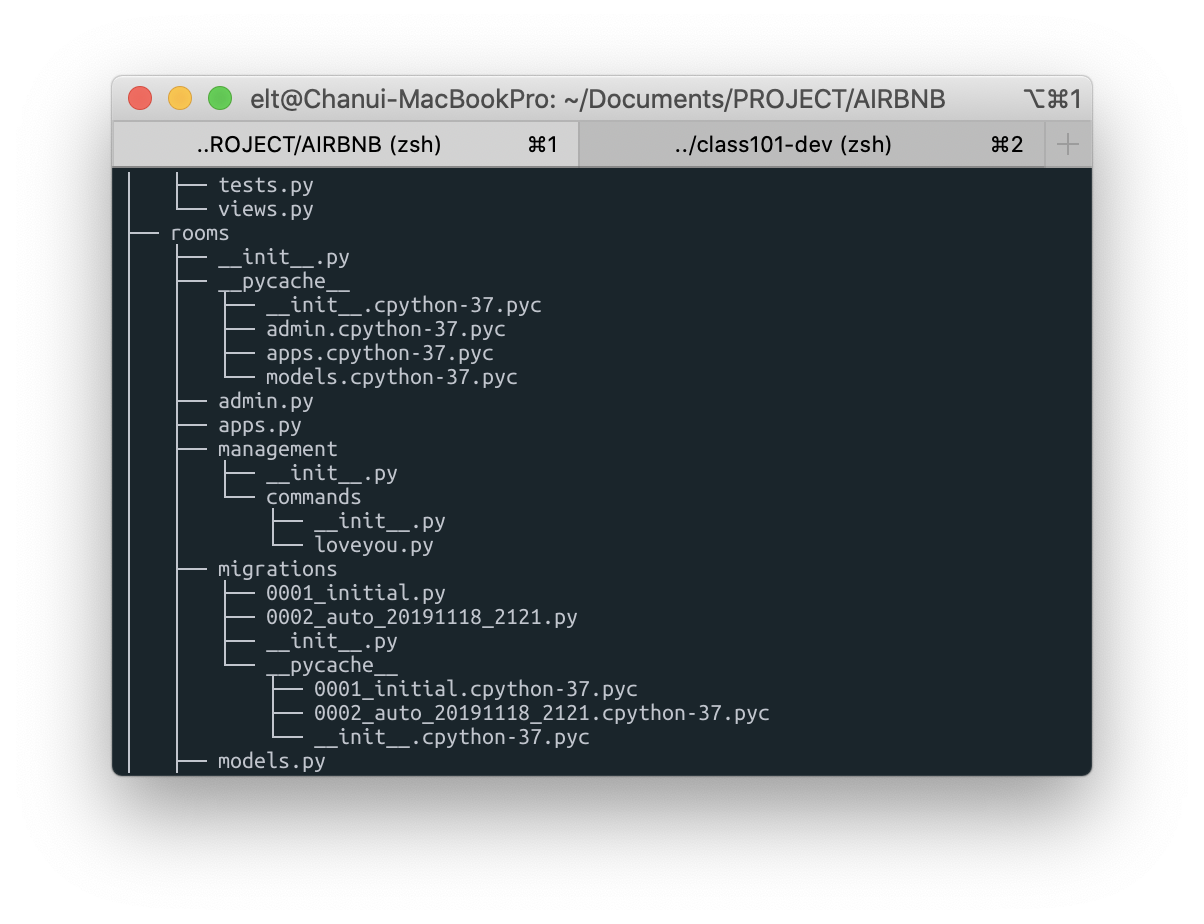 elt@Chanui-MacBookPro: ~/Documents/PROJECT/AIRBNB ⌥⌘1
..ROJECT/AIRBNB (zsh) ⌘1 ../class101-dev (zsh) ⌘2 +
│   ├── tests.py
│   └── views.py
├── rooms
│   ├── __init__.py
│   ├── __pycache__
│   │   ├── __init__.cpython-37.pyc
│   │   ├── admin.cpython-37.pyc
│   │   ├── apps.cpython-37.pyc
│   │   └── models.cpython-37.pyc
│   ├── admin.py
│   ├── apps.py
│   ├── management
│   │   ├── __init__.py
│   │   └── commands
│   │       ├── __init__.py
│   │       └── loveyou.py
│   ├── migrations
│   │   ├── 0001_initial.py
│   │   ├── 0002_auto_20191118_2121.py
│   │   ├── __init__.py
│   │   └── __pycache__
│   │       ├── 0001_initial.cpython-37.pyc
│   │       ├── 0002_auto_20191118_2121.cpython-37.pyc
│   │       └── __init__.cpython-37.pyc
│   ├── models.py